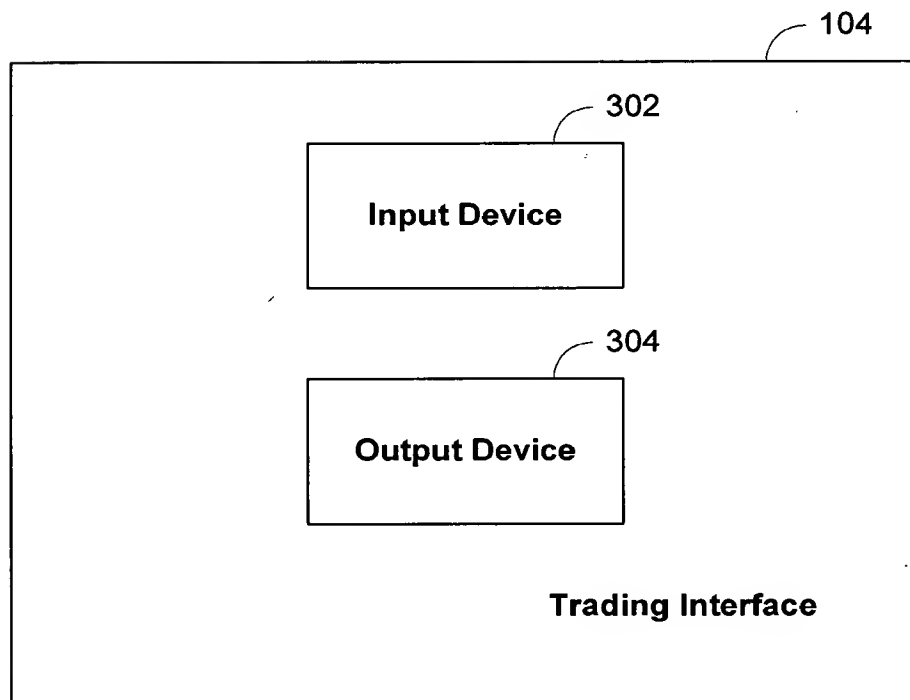 104
302
Input Device
304
Output Device
Trading Interface